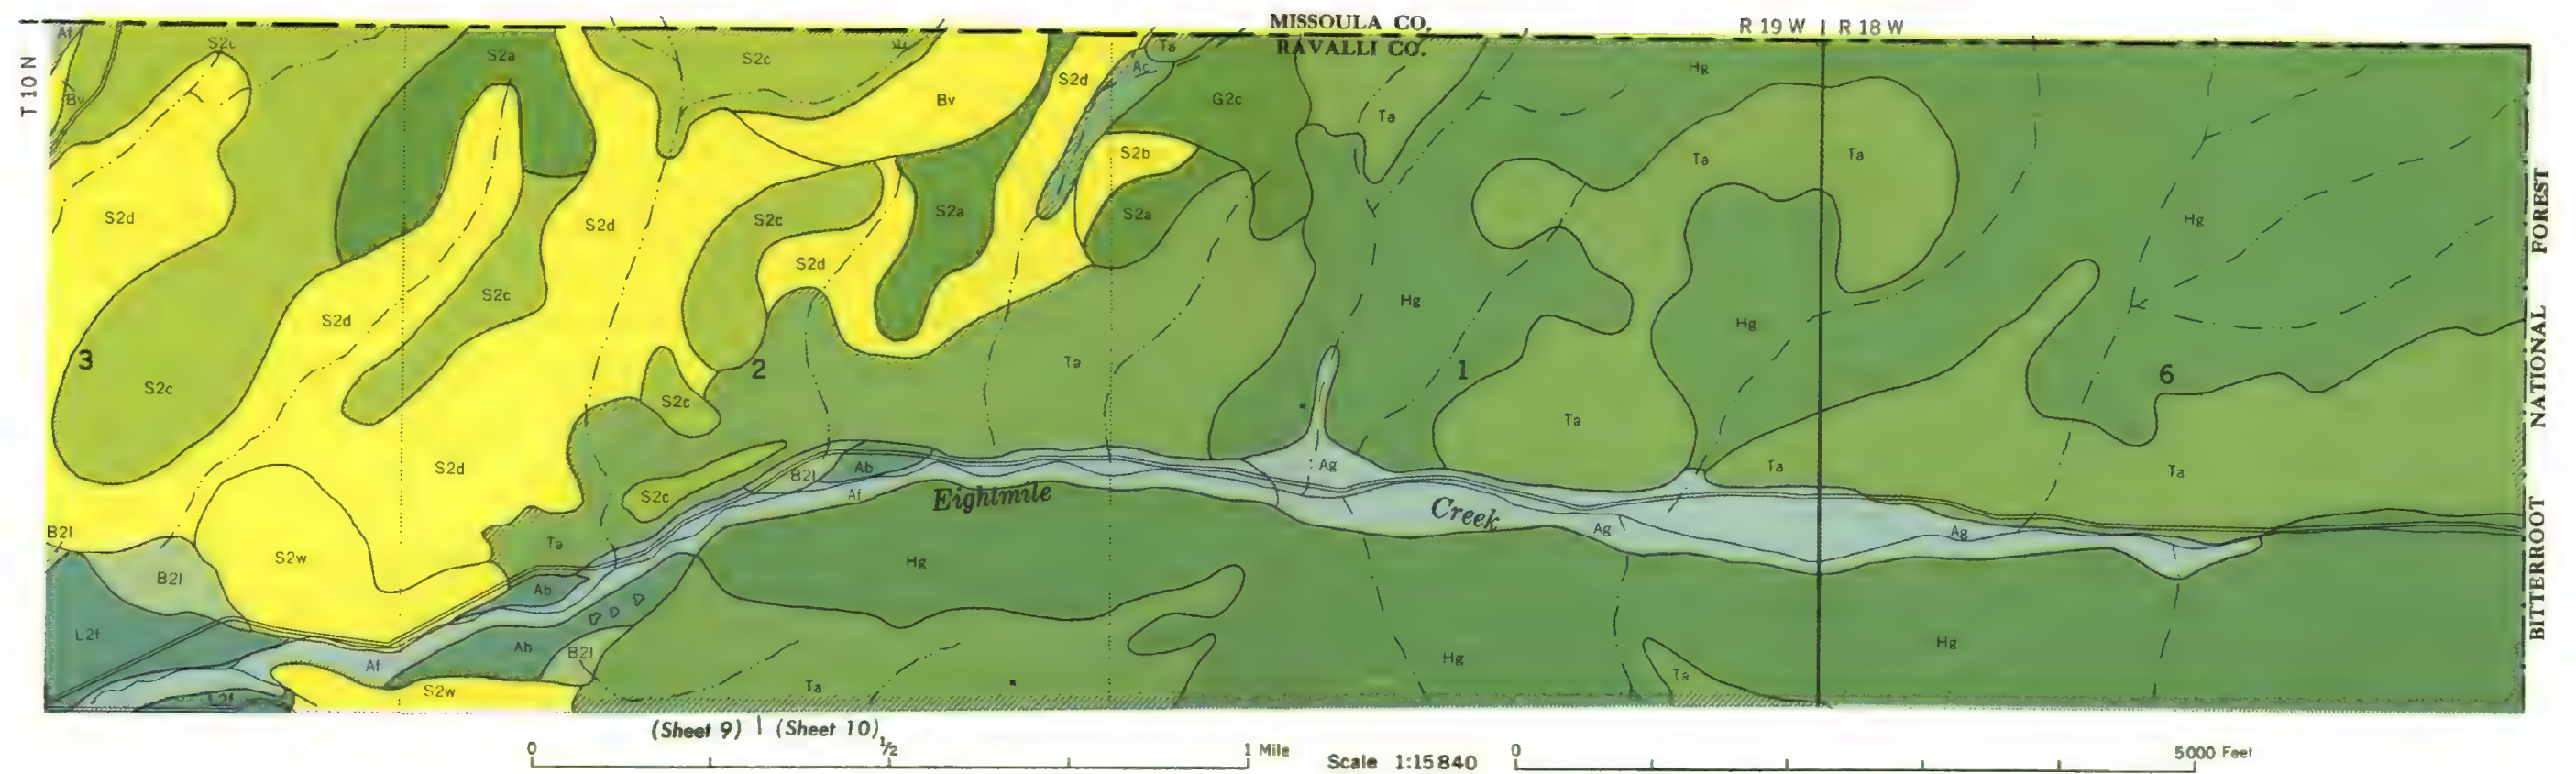 MISSOULA CO.
RAVALLI CO.
R 19 W | R 18 W
T 10 N
Af
S2c
S2a
S2c
Ta
Ac
Hg
Bv
S2d
Bv
G2c
Ta
S2b
Ta
Ta
S2d
S2d
S2c
S2a
S2a
Hg
S2d
S2c
S2d
Hg
Hg
3
2
1
6
S2c
S2c
Ta
Ta
S2d
S2c
B2l
Ab
Af
Ag
Ta
Ta
Eightmile
Creek
Ag
Ag
B2l
S2w
Ta
Hg
B2l
Ab
L2f
Ab
B2l
Hg
Hg
Af
S2w
Ta
Ta
L2f
BITTERROOT NATIONAL FOREST
(Sheet 9) | (Sheet 10)
0 1/2 1 Mile
Scale 1:15 840
0 5000 Feet